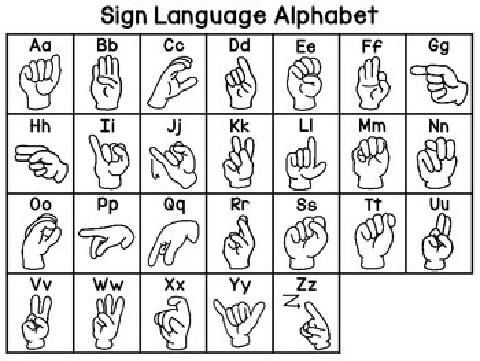 Sign Language Alphabet
Aa Bb Cc Dd Ee Ff Gg
Hh Ii Jj Kk Ll Mm Nn
Oo Pp Qq Rr Ss Tt Uu
Vv Ww Xx Yy Zz
Z